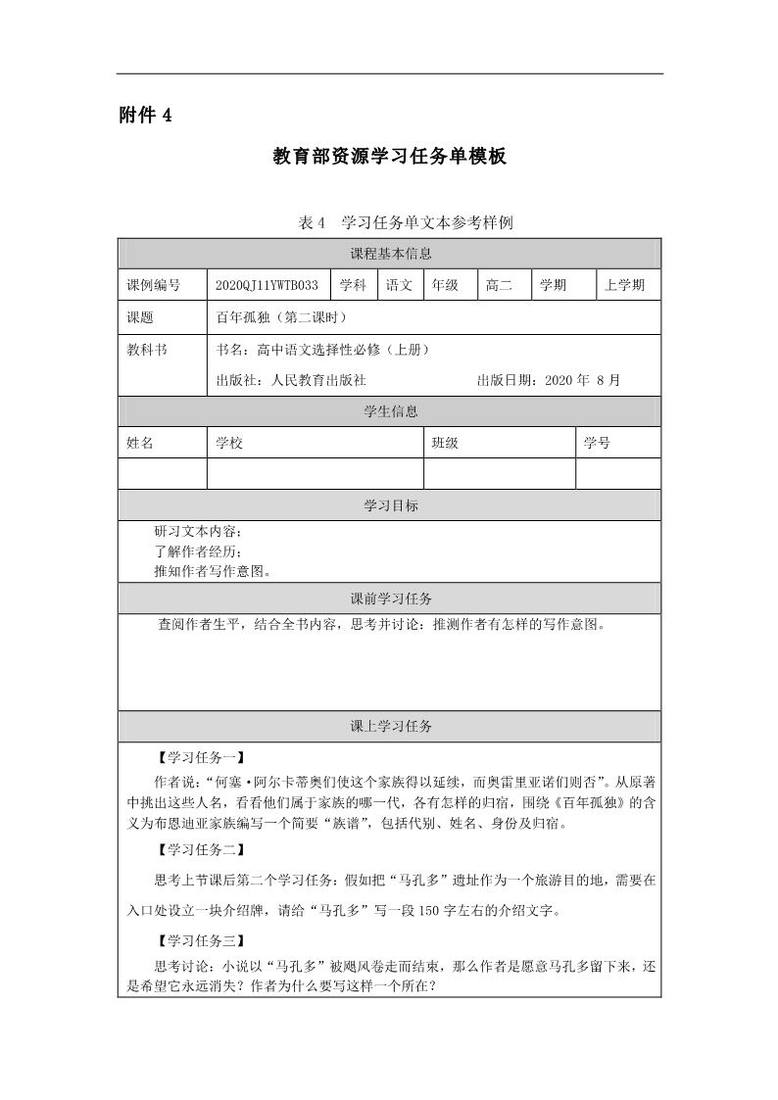 附件 4
教育部资源学习任务单模板
表 4 学习任务单文本参考样例
课程基本信息
课例编号 2020QJ11YWTB033 学科 语文 年级 高二 学期 上学期
课题 百年孤独（第二课时）
教科书 书名：高中语文选择性必修（上册）
出版社：人民教育出版社 出版日期：2020 年 8 月
学生信息
姓名 学校 班级 学号
学习目标
研习文本内容；
了解作者经历；
推知作者写作意图。
课前学习任务
查阅作者生平，结合全书内容，思考并讨论：推测作者有怎样的写作意图。
课上学习任务
【学习任务一】
作者说：“何塞·阿尔卡蒂奥们使这个家族得以延续，而奥雷里亚诺们则否”。从原著
中挑出这些人名，看看他们属于家族的哪一代，各有怎样的归宿，围绕《百年孤独》的含
义为布恩迪亚家族编写一个简要“族谱”，包括代别、姓名、身份及归宿。
【学习任务二】
思考上节课后第二个学习任务：假如把“马孔多”遗址作为一个旅游目的地，需要在
入口处设立一块介绍牌，请给“马孔多”写一段 150 字左右的介绍文字。
【学习任务三】
思考讨论：小说以“马孔多”被飓风卷走而结束，那么作者是愿意马孔多留下来，还
是希望它永远消失？作者为什么要写这样一个所在？